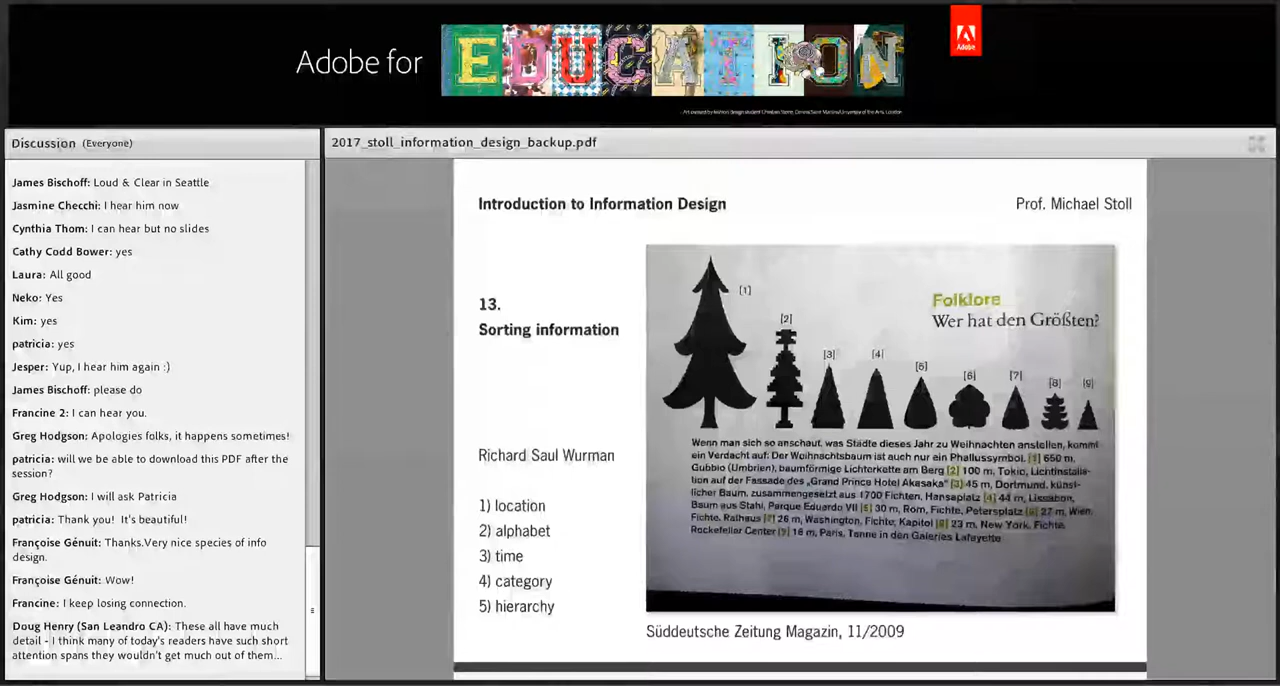 Adobe for EDUCATION
Adobe
Discussion (Everyone)
James Bischoff: Loud & Clear in Seattle
Jasmine Checchi: I hear him now
Cynthia Thom: I can hear but no slides
Cathy Codd Bower: yes
Laura: All good
Neko: Yes
Kim: yes
patricia: yes
Jesper: Yup, I hear him again :)
James Bischoff: please do
Francine 2: I can hear you.
Greg Hodgson: Apologies folks, it happens sometimes!
patricia: will we be able to download this PDF after the
session?
Greg Hodgson: I will ask Patricia
patricia: Thank you! It's beautiful!
Françoise Génuit: Thanks.Very nice species of info
design.
Françoise Génuit: Wow!
Francine: I keep losing connection.
Doug Henry (San Leandro CA): These all have much
detail - I think many of today's readers have such short
attention spans they wouldn't get much out of them...
2017_stoll_information_design_backup.pdf
Introduction to Information Design
Prof. Michael Stoll
13.
Sorting information
Richard Saul Wurman
1) location
2) alphabet
3) time
4) category
5) hierarchy
Folklore
Wer hat den Größten?
[1]
[2]
[3]
[4]
[5]
[6]
[7]
[8]
[9]
Wenn man sich so anschaut, was Städte dieses Jahr zu Weihnachten anstellen, kommt
ein Verdacht auf: Der Weihnachtsbaum ist auch nur ein Phallussymbol. [1] 650 m,
Gubbio (Umbrien), baumförmige Lichterkette am Berg [2] 100 m, Tokio, Lichtinstalla-
tion auf der Fassade des „Grand Prince Hotel Akasaka“ [3] 45 m, Dortmund, künst-
licher Baum, zusammengesetzt aus 1700 Fichten, Hansaplatz [4] 44 m, Lissabon,
Baum aus Stahl, Parque Eduardo VII [5] 30 m, Rom, Fichte, Petersplatz [6] 27 m, Wien,
Fichte, Rathaus [7] 26 m, Washington, Fichte, Kapitol [8] 23 m, New York, Fichte,
Rockefeller Center [9] 16 m, Paris, Tanne in den Galeries Lafayette
Süddeutsche Zeitung Magazin, 11/2009